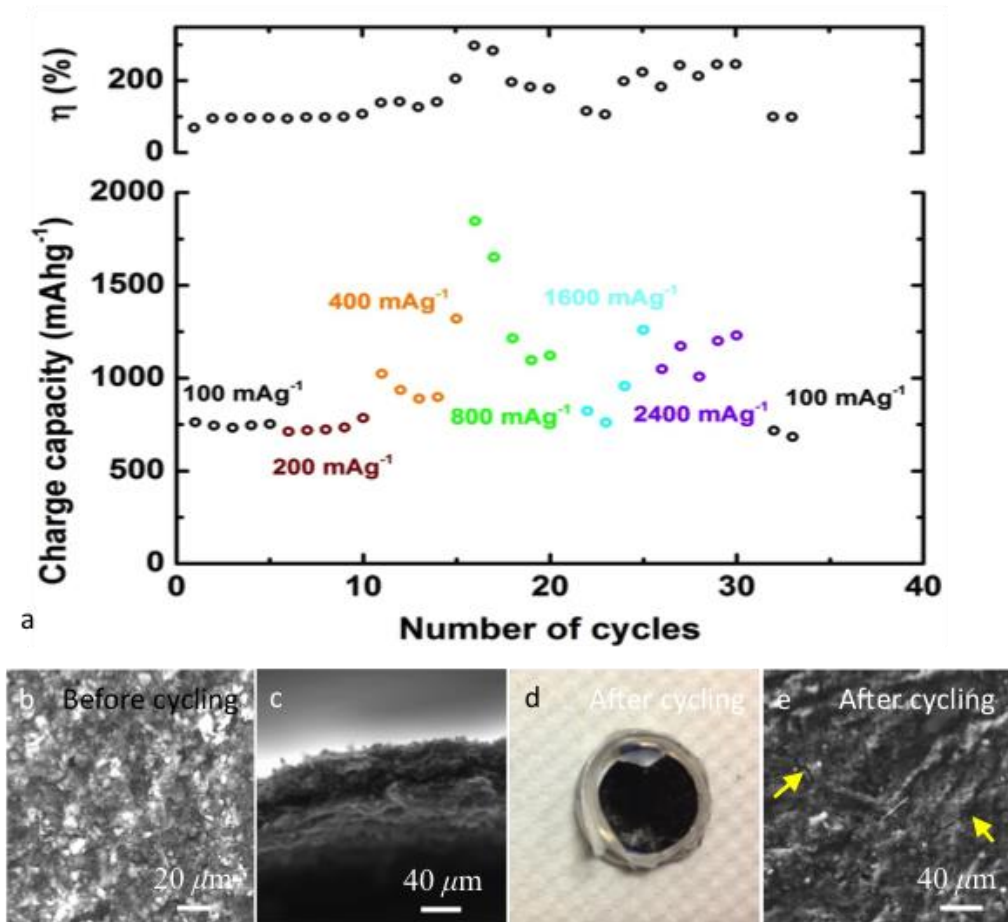 η (%)
200
0
Charge capacity (mAhg⁻¹)
2000
1500
1000
500
0
400 mAg⁻¹
1600 mAg⁻¹
100 mAg⁻¹
800 mAg⁻¹
2400 mAg⁻¹
100 mAg⁻¹
200 mAg⁻¹
0 10 20 30 40
Number of cycles
a
b Before cycling
20 μm
c
40 μm
d After cycling
e After cycling
40 μm